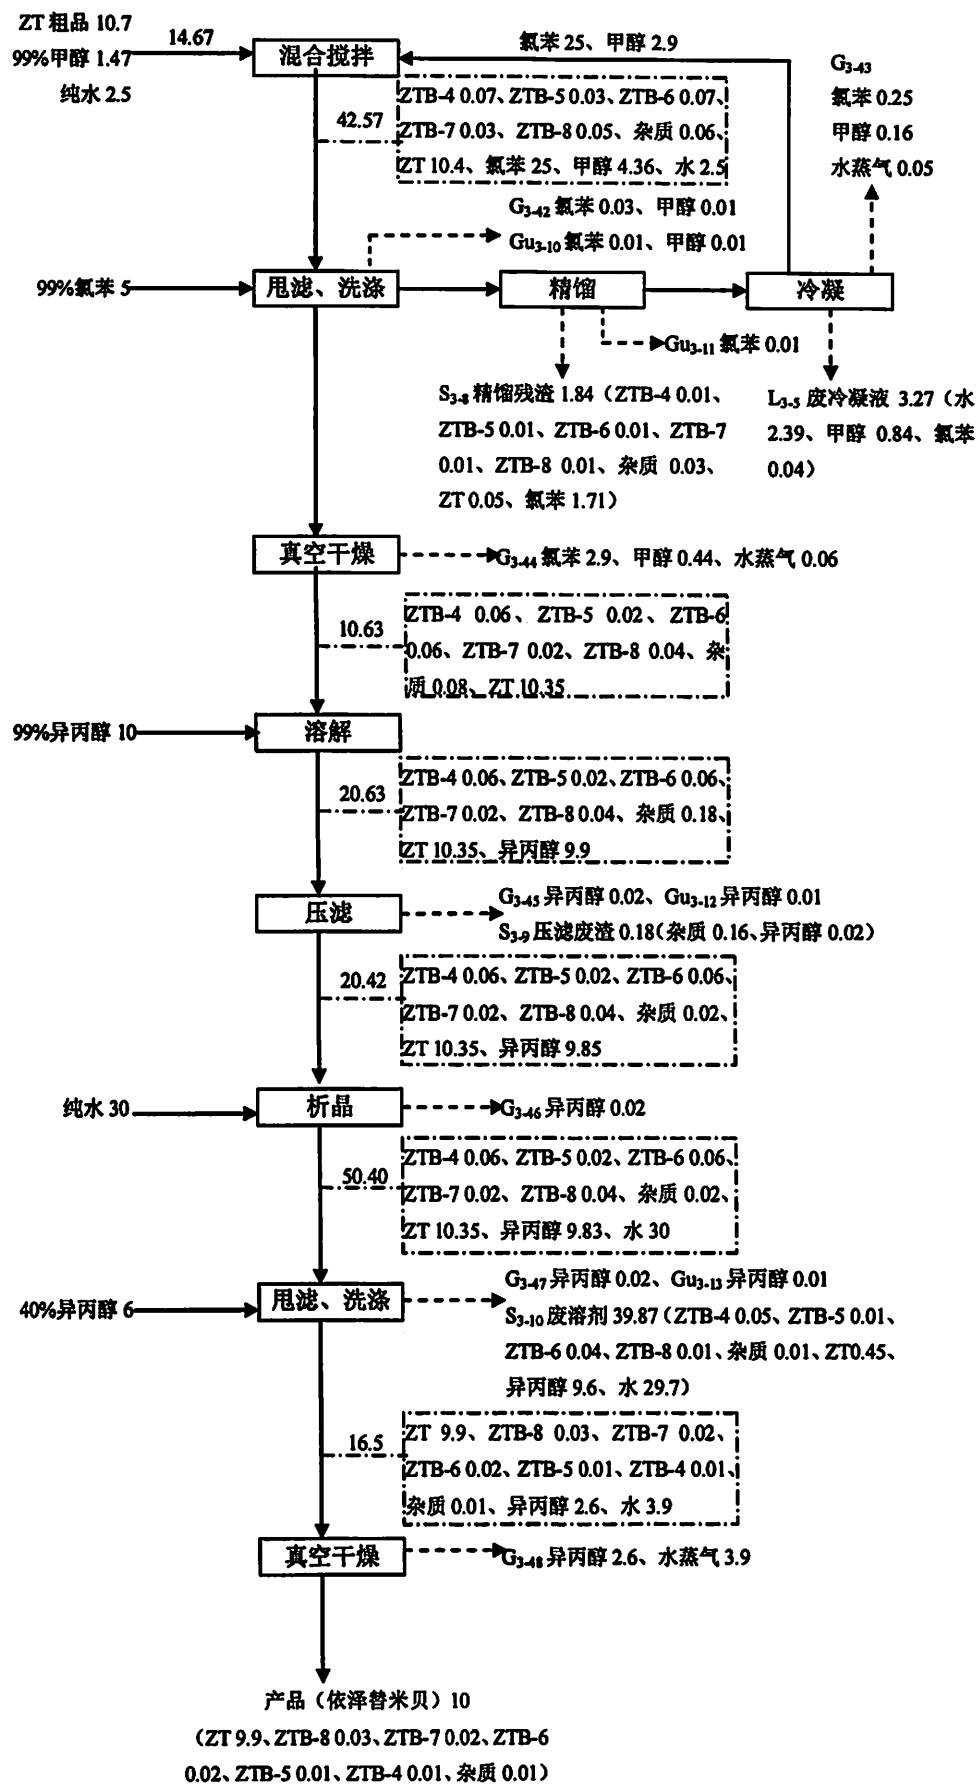 ZT 粗品 10.7
99%甲醇 1.47
纯水 2.5
14.67
混合搅拌
氯苯 25、甲醇 2.9
G3-43
氯苯 0.25
甲醇 0.16
水蒸气 0.05
42.57
ZTB-4 0.07、ZTB-5 0.03、ZTB-6 0.07、
ZTB-7 0.03、ZTB-8 0.05、杂质 0.06、
ZT 10.4、氯苯 25、甲醇 4.36、水 2.5
G3-42 氯苯 0.03、甲醇 0.01
Gu3-10 氯苯 0.01、甲醇 0.01
99%氯苯 5
甩滤、洗涤
精馏
冷凝
Gu3-11 氯苯 0.01
S3-8 精馏残渣 1.84（ZTB-4 0.01、
ZTB-5 0.01、ZTB-6 0.01、ZTB-7
0.01、ZTB-8 0.01、杂质 0.03、
ZT 0.05、氯苯 1.71）
L3-5 废冷凝液 3.27（水
2.39、甲醇 0.84、氯苯
0.04）
真空干燥
G3-44 氯苯 2.9、甲醇 0.44、水蒸气 0.06
10.63
ZTB-4 0.06、ZTB-5 0.02、ZTB-6
0.06、ZTB-7 0.02、ZTB-8 0.04、杂
质 0.08、ZT 10.35
99%异丙醇 10
溶解
20.63
ZTB-4 0.06、ZTB-5 0.02、ZTB-6 0.06、
ZTB-7 0.02、ZTB-8 0.04、杂质 0.18、
ZT 10.35、异丙醇 9.9
压滤
G3-45 异丙醇 0.02、Gu3-12 异丙醇 0.01
S3-9 压滤废渣 0.18（杂质 0.16、异丙醇 0.02）
20.42
ZTB-4 0.06、ZTB-5 0.02、ZTB-6 0.06、
ZTB-7 0.02、ZTB-8 0.04、杂质 0.02、
ZT 10.35、异丙醇 9.85
纯水 30
析晶
G3-46 异丙醇 0.02
50.40
ZTB-4 0.06、ZTB-5 0.02、ZTB-6 0.06、
ZTB-7 0.02、ZTB-8 0.04、杂质 0.02、
ZT 10.35、异丙醇 9.83、水 30
40%异丙醇 6
甩滤、洗涤
G3-47 异丙醇 0.02、Gu3-13 异丙醇 0.01
S3-10 废溶剂 39.87（ZTB-4 0.05、ZTB-5 0.01、
ZTB-6 0.04、ZTB-8 0.01、杂质 0.01、ZT0.45、
异丙醇 9.6、水 29.7）
16.5
ZT 9.9、ZTB-8 0.03、ZTB-7 0.02、
ZTB-6 0.02、ZTB-5 0.01、ZTB-4 0.01、
杂质 0.01、异丙醇 2.6、水 3.9
真空干燥
G3-48 异丙醇 2.6、水蒸气 3.9
产品（依泽替米贝）10
（ZT 9.9、ZTB-8 0.03、ZTB-7 0.02、ZTB-6
0.02、ZTB-5 0.01、ZTB-4 0.01、杂质 0.01）